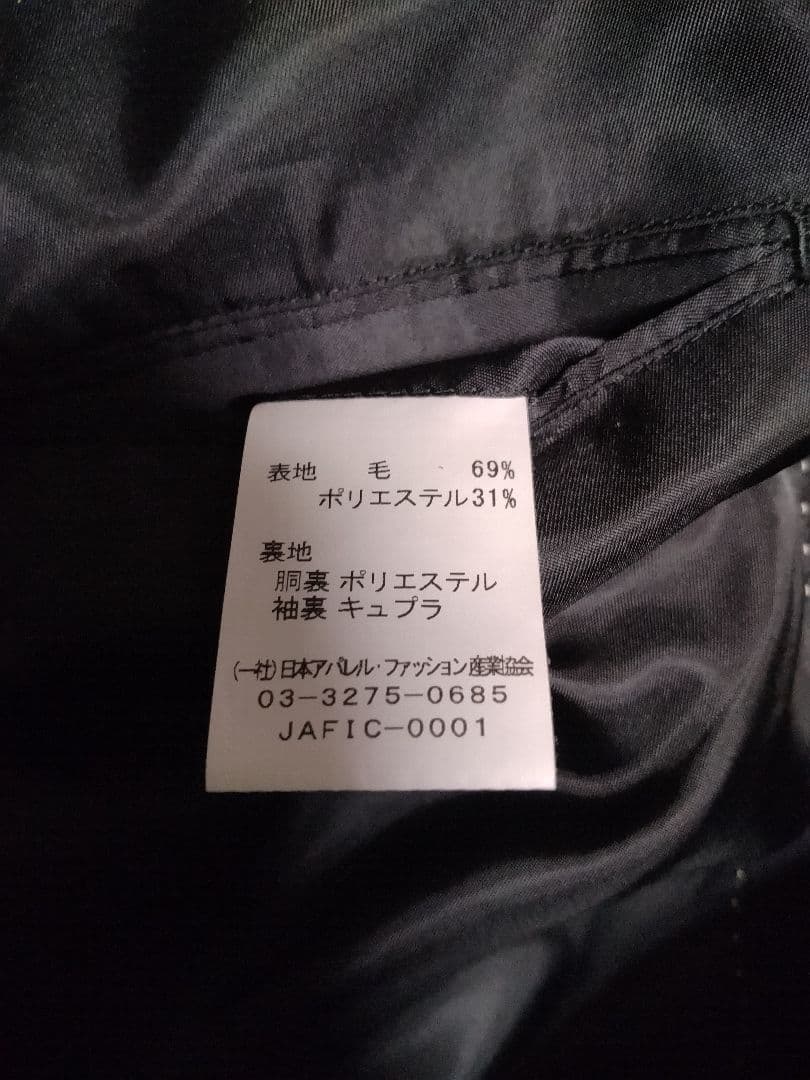 表地 毛 69%
ポリエステル31%
裏地
胴裏 ポリエステル
袖裏 キュプラ
(一社)日本アパレル・ファッション産業協会
03-3275-0685
JAFIC-0001